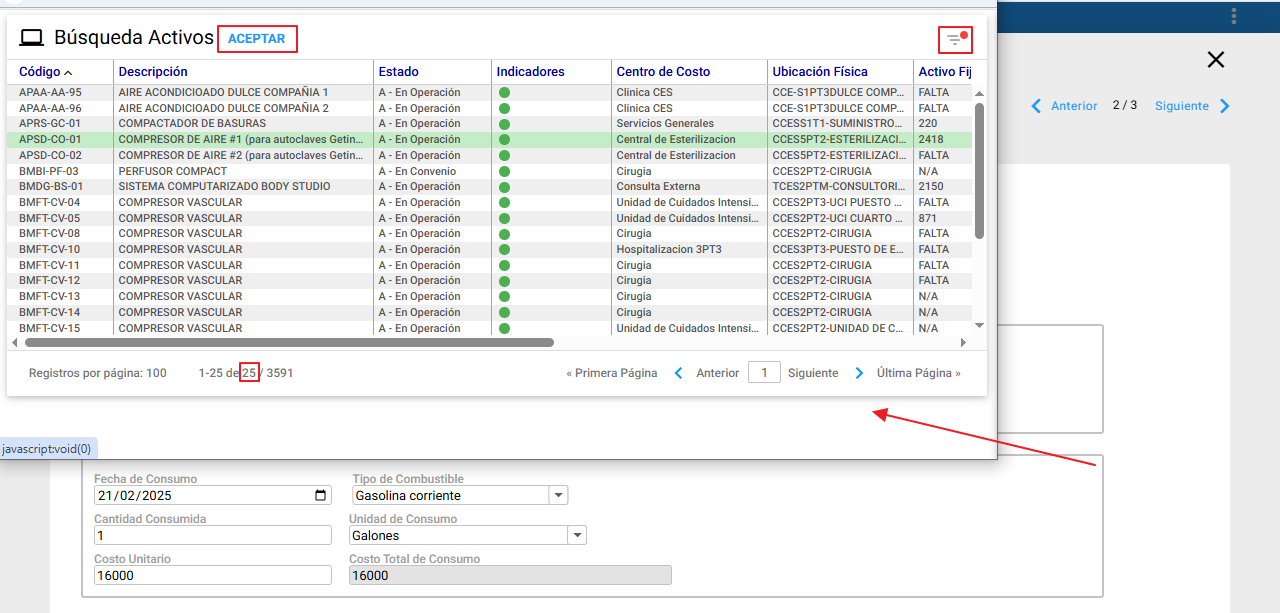 Búsqueda Activos ACEPTAR
Código Descripción Estado Indicadores Centro de Costo Ubicación Física Activo Fij
APAA-AA-95 AIRE ACONDICIOADO DULCE COMPAÑIA 1 A - En Operación Clinica CES CCE-S1PT3DULCE COMP... FALTA
APAA-AA-96 AIRE ACONDICIOADO DULCE COMPAÑIA 2 A - En Operación Clinica CES CCE-S1PT3DULCE COMP... FALTA
APRS-GC-01 COMPACTADOR DE BASURAS A - En Operación Servicios Generales CCESS1T1-SUMINISTRO... 220
APSD-CO-01 COMPRESOR DE AIRE #1 (para autoclaves Getin... A - En Operación Central de Esterilizacion CCES5PT2-ESTERILIZACI... 2418
APSD-CO-02 COMPRESOR DE AIRE #2 (para autoclaves Getin... A - En Operación Central de Esterilizacion CCES5PT2-ESTERILIZACI... FALTA
BMBI-PF-03 PERFUSOR COMPACT A - En Convenio Cirugia CCES2PT2-CIRUGIA N/A
BMDG-BS-01 SISTEMA COMPUTARIZADO BODY STUDIO A - En Operación Consulta Externa TCES2PTM-CONSULTORI... 2150
BMFT-CV-04 COMPRESOR VASCULAR A - En Operación Unidad de Cuidados Intensi... CCES2PT3-UCI PUESTO ... FALTA
BMFT-CV-05 COMPRESOR VASCULAR A - En Operación Unidad de Cuidados Intensi... CCES2PT2-UCI CUARTO ... 871
BMFT-CV-08 COMPRESOR VASCULAR A - En Operación Cirugia CCES2PT2-CIRUGIA FALTA
BMFT-CV-10 COMPRESOR VASCULAR A - En Operación Hospitalizacion 3PT3 CCES3PT3-PUESTO DE E... FALTA
BMFT-CV-11 COMPRESOR VASCULAR A - En Operación Cirugia CCES2PT2-CIRUGIA FALTA
BMFT-CV-12 COMPRESOR VASCULAR A - En Operación Cirugia CCES2PT2-CIRUGIA FALTA
BMFT-CV-13 COMPRESOR VASCULAR A - En Operación Cirugia CCES2PT2-CIRUGIA N/A
BMFT-CV-14 COMPRESOR VASCULAR A - En Operación Cirugia CCES2PT2-CIRUGIA N/A
BMFT-CV-15 COMPRESOR VASCULAR A - En Operación Unidad de Cuidados Intensi... CCES2PT2-UNIDAD DE C... N/A
Registros por página: 100 1-25 de 25 / 3591 « Primera Página Anterior 1 Siguiente Última Página »
Anterior 2 / 3 Siguiente
javascript:void(0)
Fecha de Consumo Tipo de Combustible
21/02/2025 Gasolina corriente
Cantidad Consumida Unidad de Consumo
1 Galones
Costo Unitario Costo Total de Consumo
16000 16000